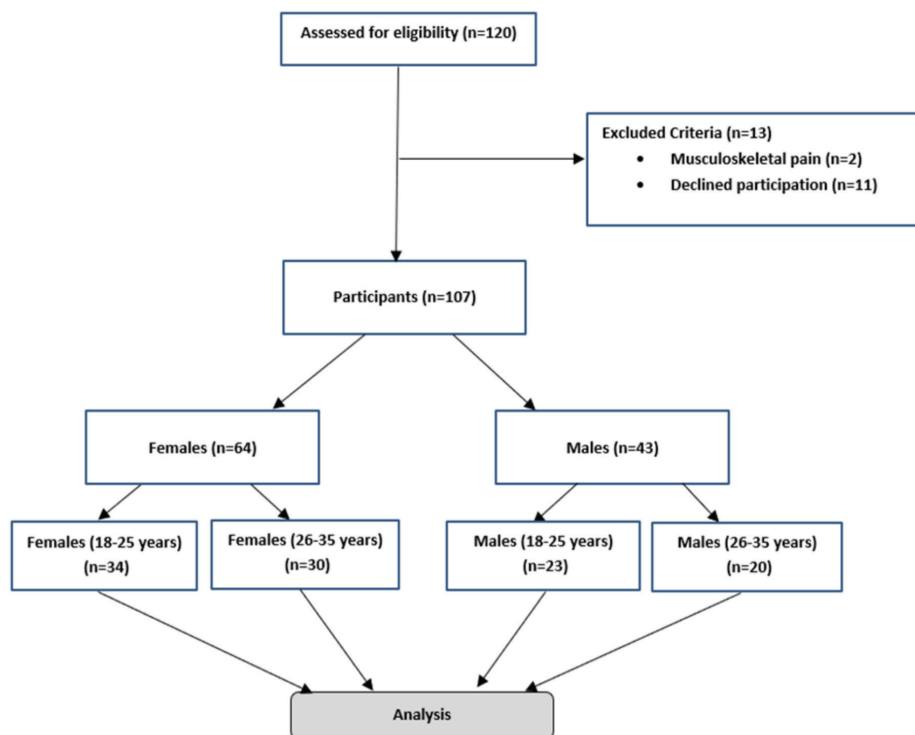 Assessed for eligibility (n=120)
Excluded Criteria (n=13)
• Musculoskeletal pain (n=2)
• Declined participation (n=11)
Participants (n=107)
Females (n=64)
Males (n=43)
Females (18-25 years)
(n=34)
Females (26-35 years)
(n=30)
Males (18-25 years)
(n=23)
Males (26-35 years)
(n=20)
Analysis